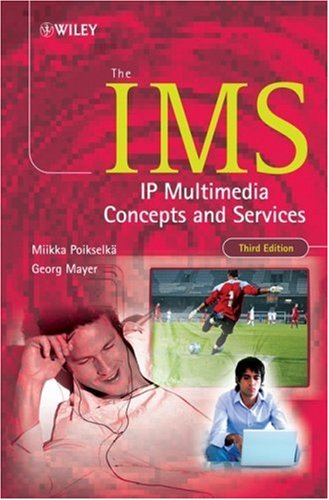 WILEY
The
IMS
IP Multimedia
Concepts and Services
Third Edition
Miikka Poikselkä
Georg Mayer